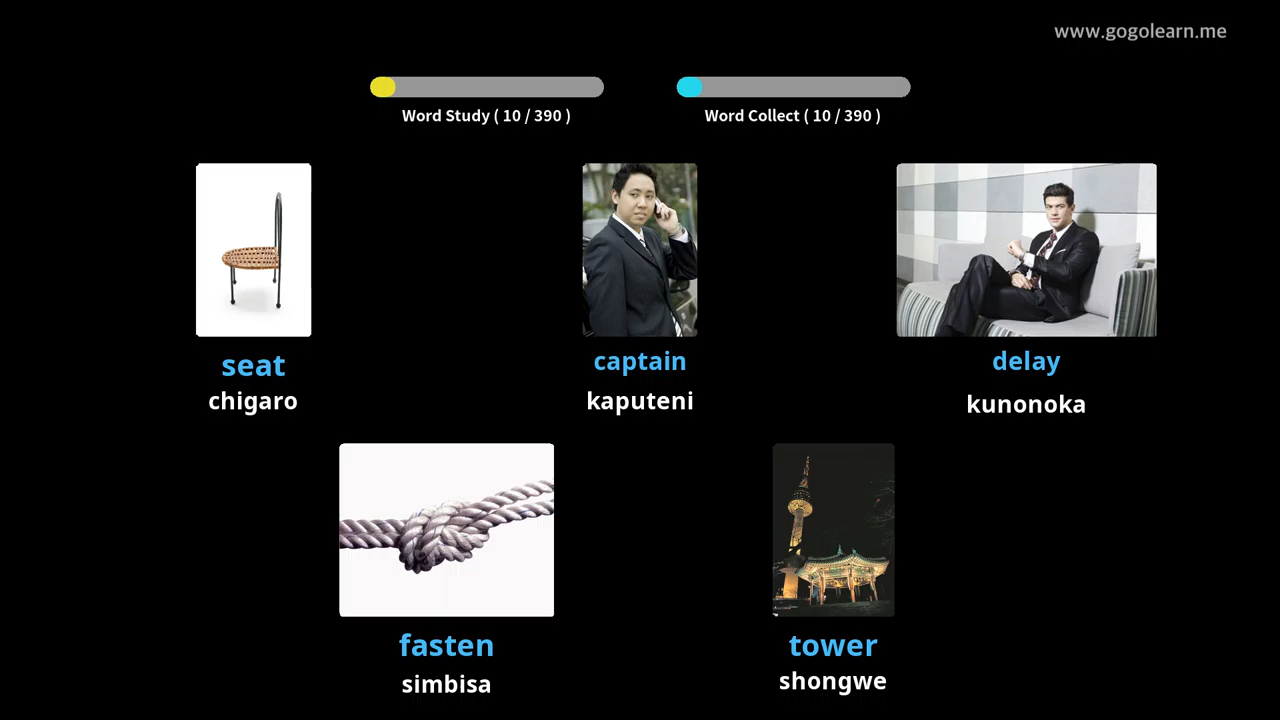 www.gogolearn.me
Word Study ( 10 / 390 )
Word Collect ( 10 / 390 )
seat
chigaro
captain
kaputeni
delay
kunonoka
fasten
simbisa
tower
shongwe